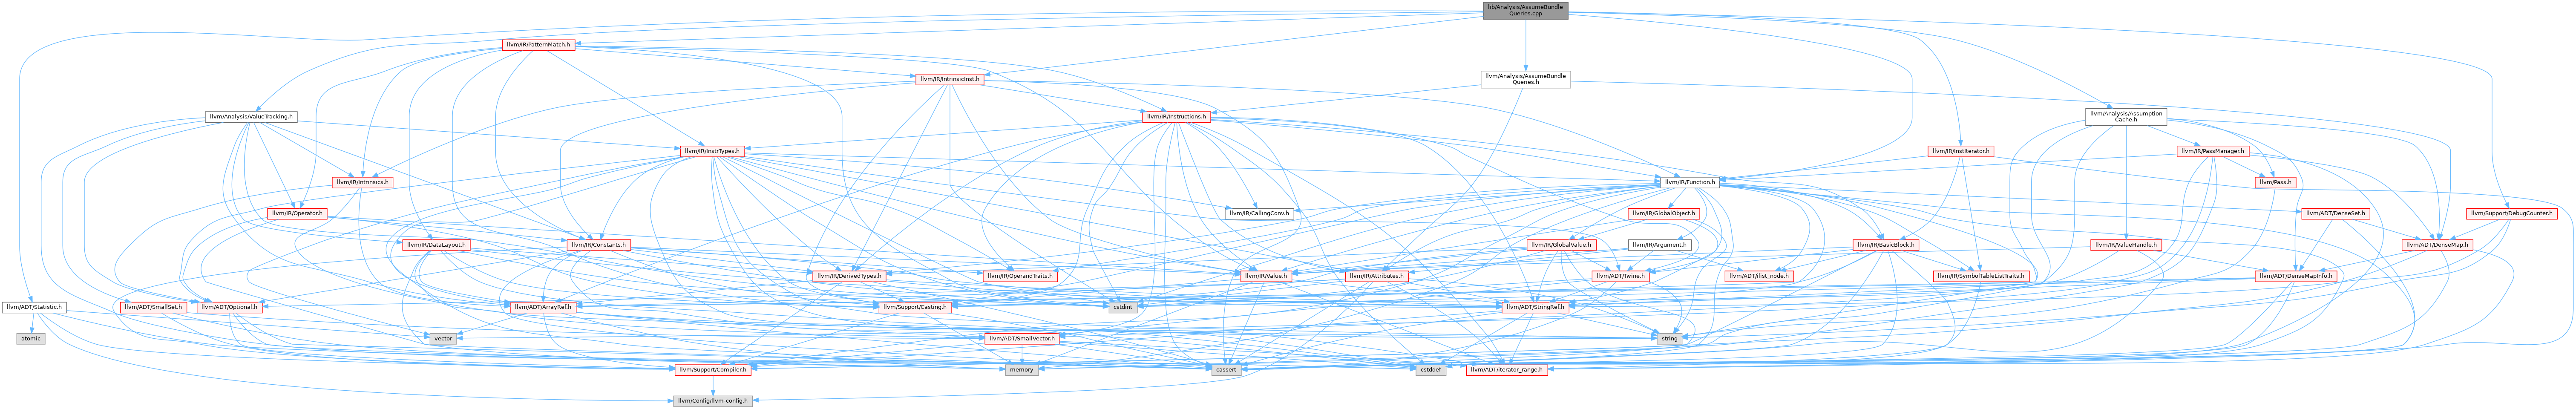 lib/Analysis/AssumeBundle
Queries.cpp
llvm/IR/PatternMatch.h
llvm/IR/IntrinsicInst.h
llvm/Analysis/AssumeBundle
Queries.h
llvm/Analysis/ValueTracking.h
llvm/IR/Instructions.h
llvm/Analysis/Assumption
Cache.h
llvm/IR/InstrTypes.h
llvm/IR/InstIterator.h
llvm/IR/PassManager.h
llvm/IR/Intrinsics.h
llvm/IR/Function.h
llvm/Pass.h
llvm/IR/Operator.h
llvm/IR/CallingConv.h
llvm/IR/GlobalObject.h
llvm/ADT/DenseSet.h
llvm/Support/DebugCounter.h
llvm/IR/DataLayout.h
llvm/IR/Constants.h
llvm/IR/GlobalValue.h
llvm/IR/Argument.h
llvm/IR/BasicBlock.h
llvm/IR/ValueHandle.h
llvm/ADT/DenseMap.h
llvm/IR/DerivedTypes.h
llvm/IR/OperandTraits.h
llvm/IR/Value.h
llvm/IR/Attributes.h
llvm/ADT/Twine.h
llvm/ADT/ilist_node.h
llvm/IR/SymbolTableListTraits.h
llvm/ADT/DenseMapInfo.h
llvm/ADT/Statistic.h
llvm/ADT/SmallSet.h
llvm/ADT/Optional.h
llvm/ADT/ArrayRef.h
llvm/Support/Casting.h
cstdint
llvm/ADT/StringRef.h
atomic
vector
llvm/ADT/SmallVector.h
string
llvm/Support/Compiler.h
memory
cassert
cstddef
llvm/ADT/iterator_range.h
llvm/Config/llvm-config.h